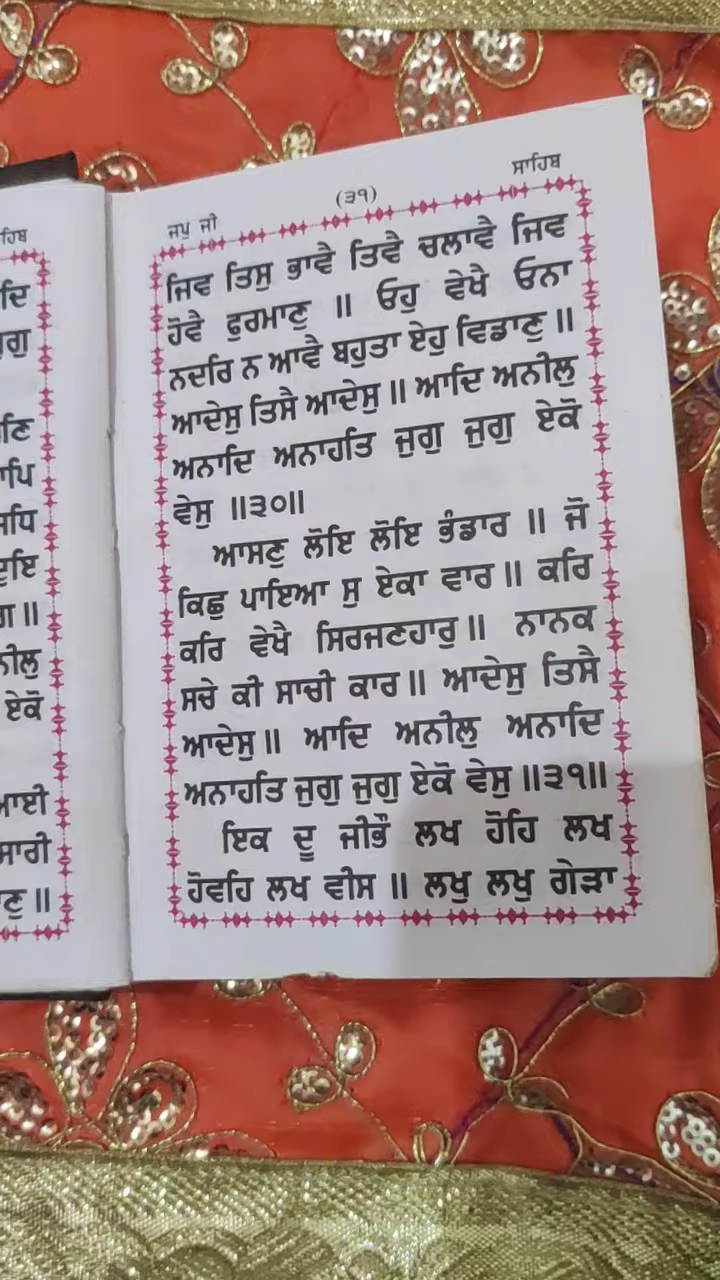 ਹਿਬ
ਦਿ
ਗੁ
ਣਿ
ਪਿ
ਧਿ
ਇ
ਗ ॥
ਨੀਲੁ
ਏਕੋ
ਆਈ
ਸਾਰੀ
ਣੁ ॥
ਜਪੁ ਜੀ (੩੧) ਸਾਹਿਬ
ਜਿਵ ਤਿਸੁ ਭਾਵੈ ਤਿਵੈ ਚਲਾਵੈ ਜਿਵ
ਹੋਵੈ ਫੁਰਮਾਣੁ ॥ ਓਹੁ ਵੇਖੈ ਓਨਾ
ਨਦਰਿ ਨ ਆਵੈ ਬਹੁਤਾ ਏਹੁ ਵਿਡਾਣੁ ॥
ਆਦੇਸੁ ਤਿਸੈ ਆਦੇਸੁ ॥ ਆਦਿ ਅਨੀਲੁ
ਅਨਾਦਿ ਅਨਾਹਤਿ ਜੁਗੁ ਜੁਗੁ ਏਕੋ
ਵੇਸੁ ॥੩੦॥
ਆਸਣੁ ਲੋਇ ਲੋਇ ਭੰਡਾਰ ॥ ਜੋ
ਕਿਛੁ ਪਾਇਆ ਸੁ ਏਕਾ ਵਾਰ ॥ ਕਰਿ
ਕਰਿ ਵੇਖੈ ਸਿਰਜਣਹਾਰੁ ॥ ਨਾਨਕ
ਸਚੇ ਕੀ ਸਾਚੀ ਕਾਰ ॥ ਆਦੇਸੁ ਤਿਸੈ
ਆਦੇਸੁ ॥ ਆਦਿ ਅਨੀਲੁ ਅਨਾਦਿ
ਅਨਾਹਤਿ ਜੁਗੁ ਜੁਗੁ ਏਕੋ ਵੇਸੁ ॥੩੧॥
ਇਕ ਦੂ ਜੀਭੌ ਲਖ ਹੋਹਿ ਲਖ
ਹੋਵਹਿ ਲਖ ਵੀਸ ॥ ਲਖੁ ਲਖੁ ਗੇੜਾ